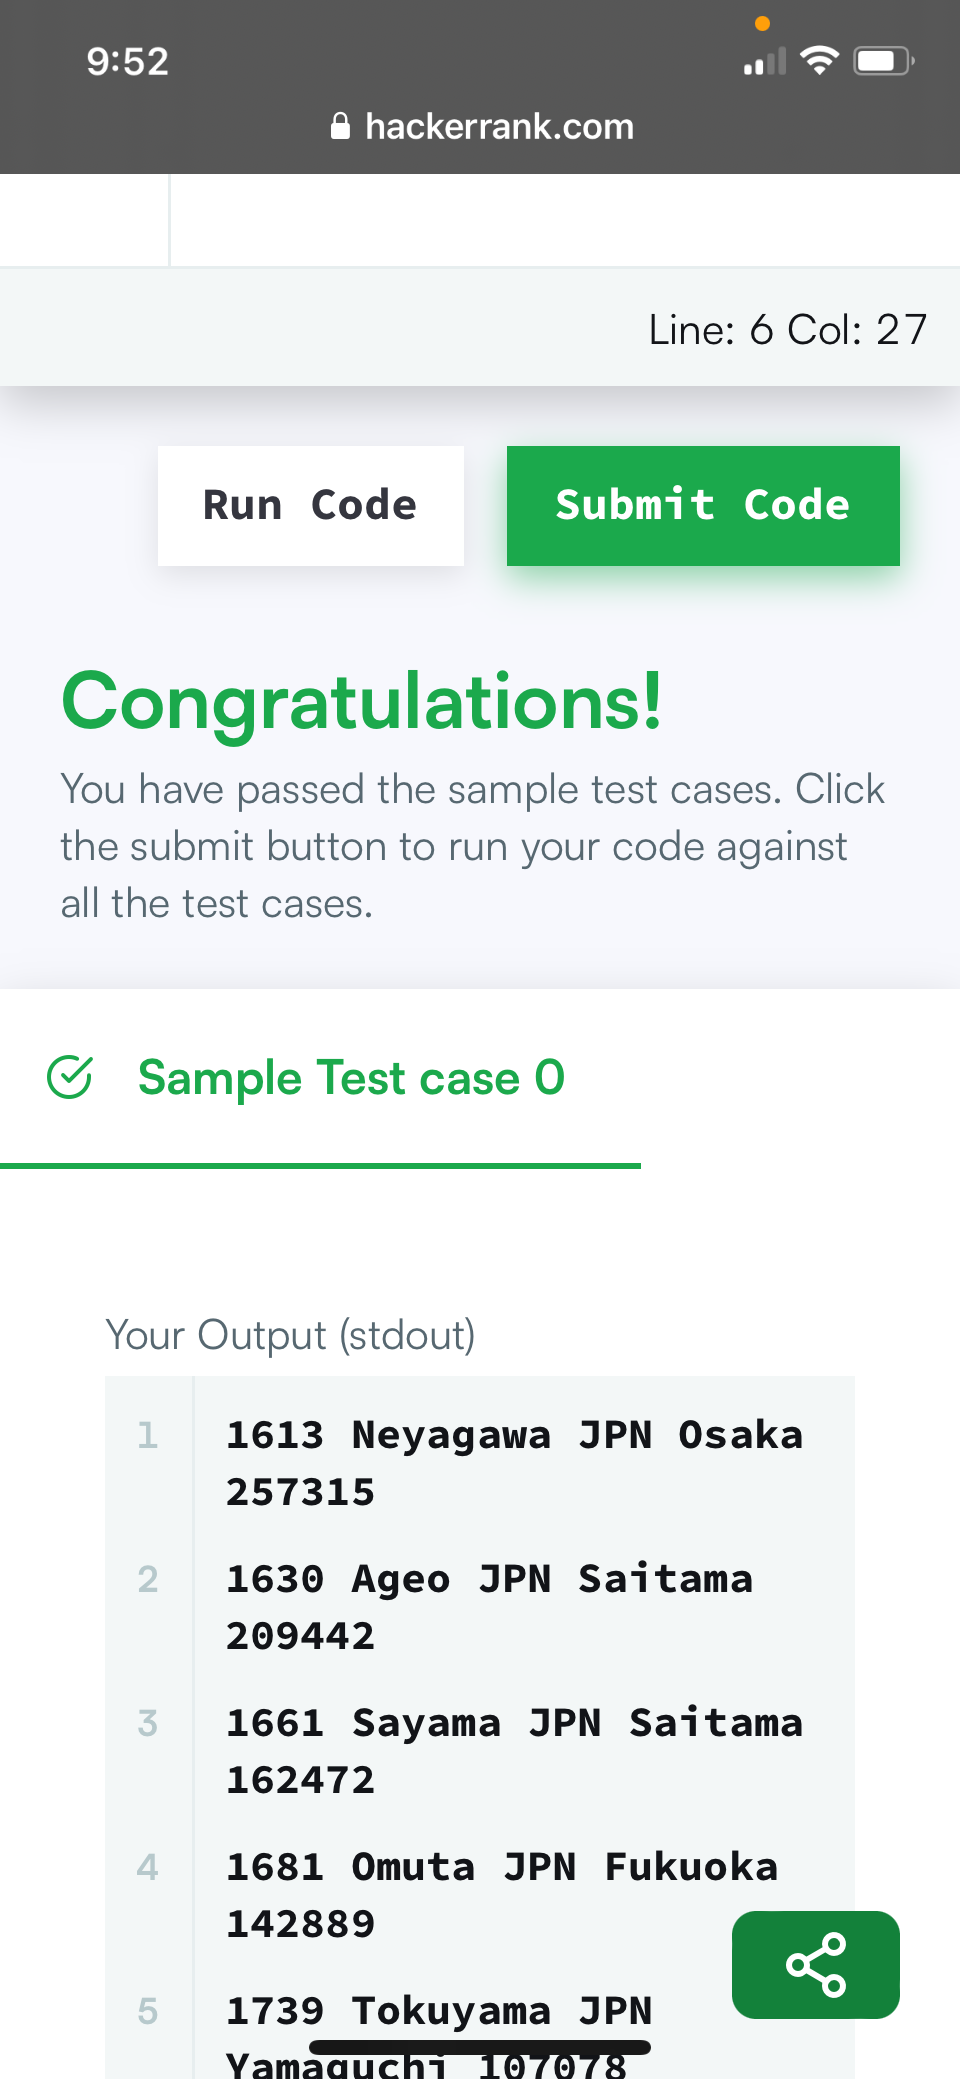 9:52
hackerrank.com
Line: 6 Col: 27
Run Code
Submit Code
Congratulations!
You have passed the sample test cases. Click
the submit button to run your code against
all the test cases.
Sample Test case 0
Your Output (stdout)
1 1613 Neyagawa JPN Osaka
257315
2 1630 Ageo JPN Saitama
209442
3 1661 Sayama JPN Saitama
162472
4 1681 Omuta JPN Fukuoka
142889
5 1739 Tokuyama JPN
Yamaguchi 107078